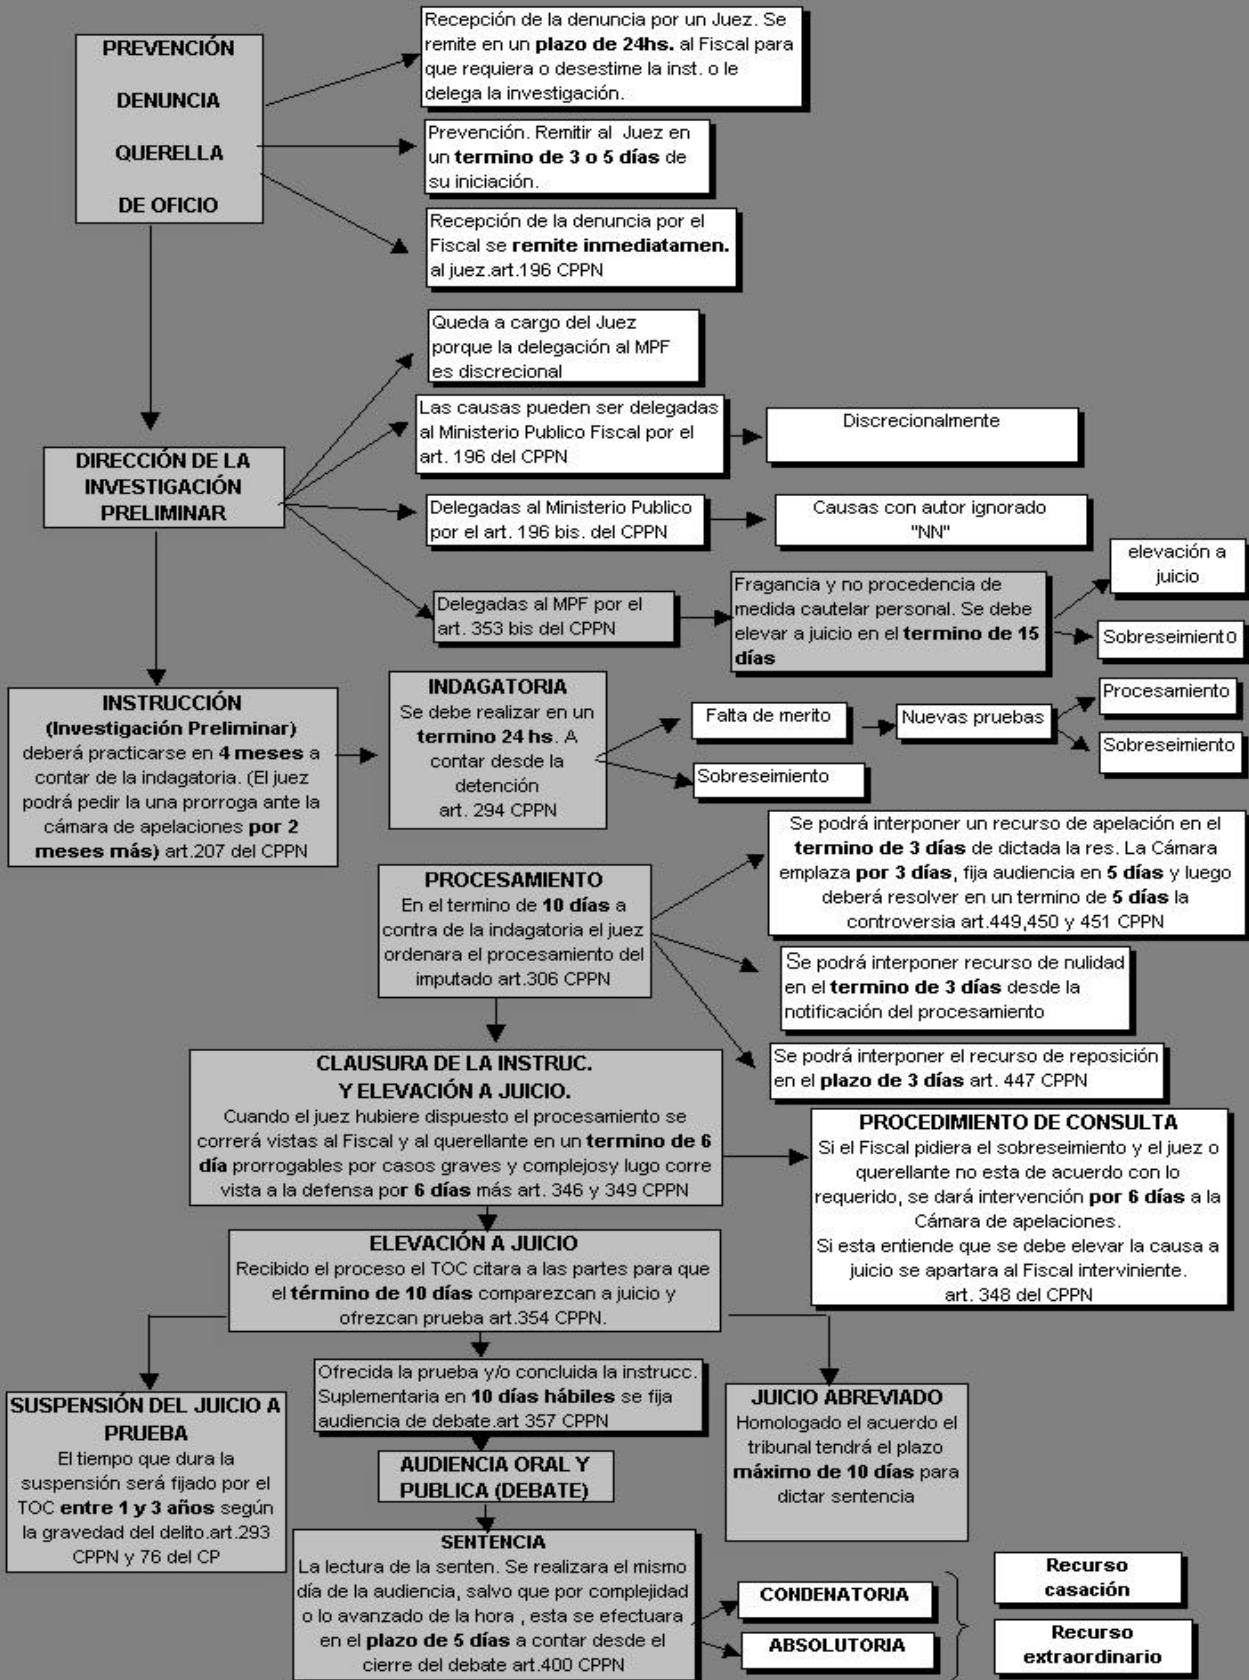 PREVENCIÓN
DENUNCIA
QUERELLA
DE OFICIO
Recepción de la denuncia por un Juez. Se
remite en un plazo de 24hs. al Fiscal para
que requiera o desestime la inst. o le
delega la investigación.
Prevención. Remitir al Juez en
un termino de 3 o 5 días de
su iniciación.
Recepción de la denuncia por el
Fiscal se remite inmediatamen.
al juez.art.196 CPPN
DIRECCIÓN DE LA
INVESTIGACIÓN
PRELIMINAR
Queda a cargo del Juez
porque la delegación al MPF
es discrecional
Las causas pueden ser delegadas
al Ministerio Publico Fiscal por el
art. 196 del CPPN
Discrecionalmente
Delegadas al Ministerio Publico
por el art. 196 bis. del CPPN
Causas con autor ignorado
"NN"
Delegadas al MPF por el
art. 353 bis del CPPN
Fragancia y no procedencia de
medida cautelar personal. Se debe
elevar a juicio en el termino de 15
días
elevación a
juicio
Sobreseimiento
INSTRUCCIÓN
(Investigación Preliminar)
deberá practicarse en 4 meses a
contar de la indagatoria. (El juez
podrá pedir la una prorroga ante la
cámara de apelaciones por 2
meses más) art.207 del CPPN
INDAGATORIA
Se debe realizar en un
termino 24 hs. A
contar desde la
detención
art. 294 CPPN
Falta de merito
Nuevas pruebas
Procesamiento
Sobreseimiento
Sobreseimiento
PROCESAMIENTO
En el termino de 10 días a
contra de la indagatoria el juez
ordenara el procesamiento del
imputado art.306 CPPN
Se podrá interponer un recurso de apelación en el
termino de 3 días de dictada la res. La Cámara
emplaza por 3 días, fija audiencia en 5 días y luego
deberá resolver en un termino de 5 días la
controversia art.449,450 y 451 CPPN
Se podrá interponer recurso de nulidad
en el termino de 3 días desde la
notificación del procesamiento
Se podrá interponer el recurso de reposición
en el plazo de 3 días art. 447 CPPN
CLAUSURA DE LA INSTRUC.
Y ELEVACIÓN A JUICIO.
Cuando el juez hubiere dispuesto el procesamiento se
correrá vistas al Fiscal y al querellante en un termino de 6
día prorrogables por casos graves y complejosy lugo corre
vista a la defensa por 6 días más art. 346 y 349 CPPN
PROCEDIMIENTO DE CONSULTA
Si el Fiscal pidiera el sobreseimiento y el juez o
querellante no esta de acuerdo con lo
requerido, se dará intervención por 6 días a la
Cámara de apelaciones.
Si esta entiende que se debe elevar la causa a
juicio se apartara al Fiscal interviniente.
art. 348 del CPPN
ELEVACIÓN A JUICIO
Recibido el proceso el TOC citara a las partes para que
el término de 10 días comparezcan a juicio y
ofrezcan prueba art.354 CPPN.
SUSPENSIÓN DEL JUICIO A
PRUEBA
El tiempo que dura la
suspensión será fijado por el
TOC entre 1 y 3 años según
la gravedad del delito.art.293
CPPN y 76 del CP
Ofrecida la prueba y/o concluida la instrucc.
Suplementaria en 10 días hábiles se fija
audiencia de debate.art 357 CPPN
JUICIO ABREVIADO
Homologado el acuerdo el
tribunal tendrá el plazo
máximo de 10 días para
dictar sentencia
AUDIENCIA ORAL Y
PUBLICA (DEBATE)
SENTENCIA
La lectura de la senten. Se realizara el mismo
día de la audiencia, salvo que por complejidad
o lo avanzado de la hora , esta se efectuara
en el plazo de 5 días a contar desde el
cierre del debate art.400 CPPN
CONDENATORIA
ABSOLUTORIA
Recurso
casación
Recurso
extraordinario